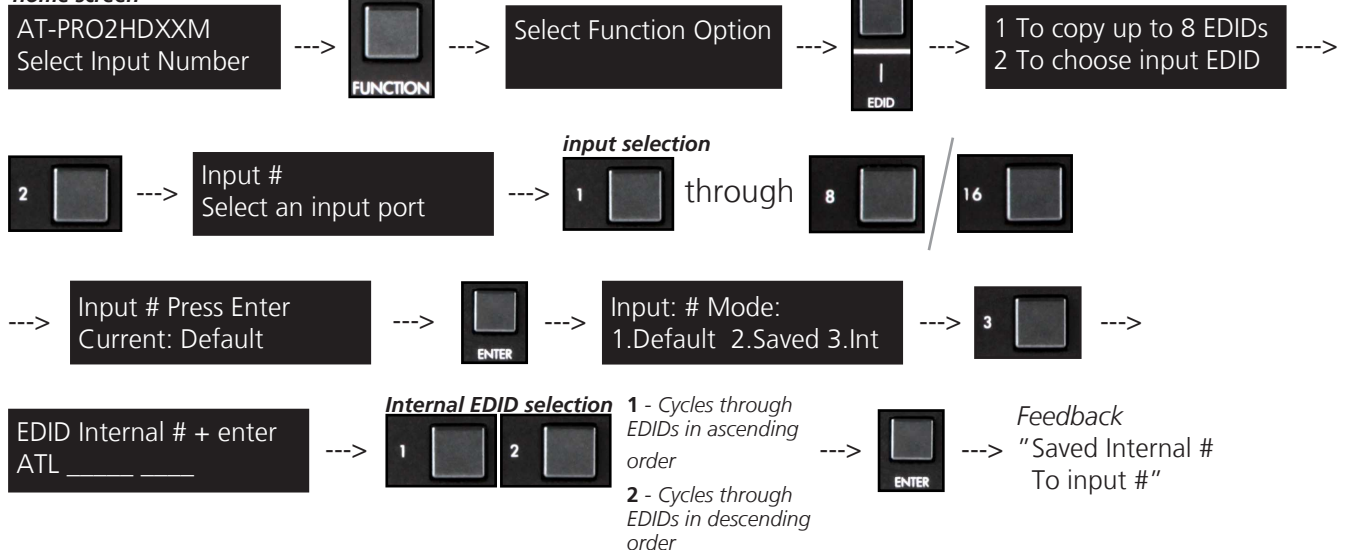 home screen
AT-PRO2HDXXM
Select Input Number
--->
FUNCTION
--->
Select Function Option
--->
EDID
--->
1 To copy up to 8 EDIDs
2 To choose input EDID
--->
2
--->
Input #
Select an input port
--->
input selection
1
through
8
16
--->
Input # Press Enter
Current: Default
--->
ENTER
--->
Input: # Mode:
1.Default 2.Saved 3.Int
--->
3
--->
EDID Internal # + enter
ATL _____ ____
--->
Internal EDID selection
1
2
1 - Cycles through
EDIDs in ascending
order
2 - Cycles through
EDIDs in descending
order
--->
ENTER
--->
Feedback
"Saved Internal #
To input #"